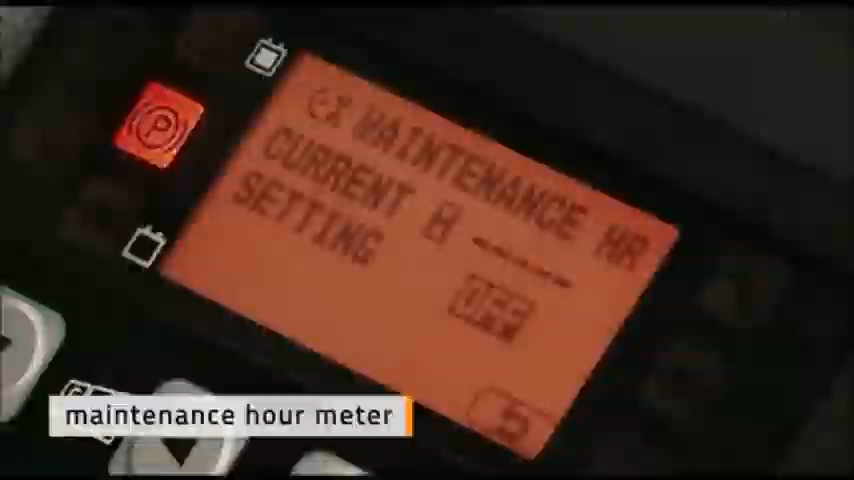 P
MAINTENANCE HR
CURRENT H -----
SETTING OFF
maintenance hour meter